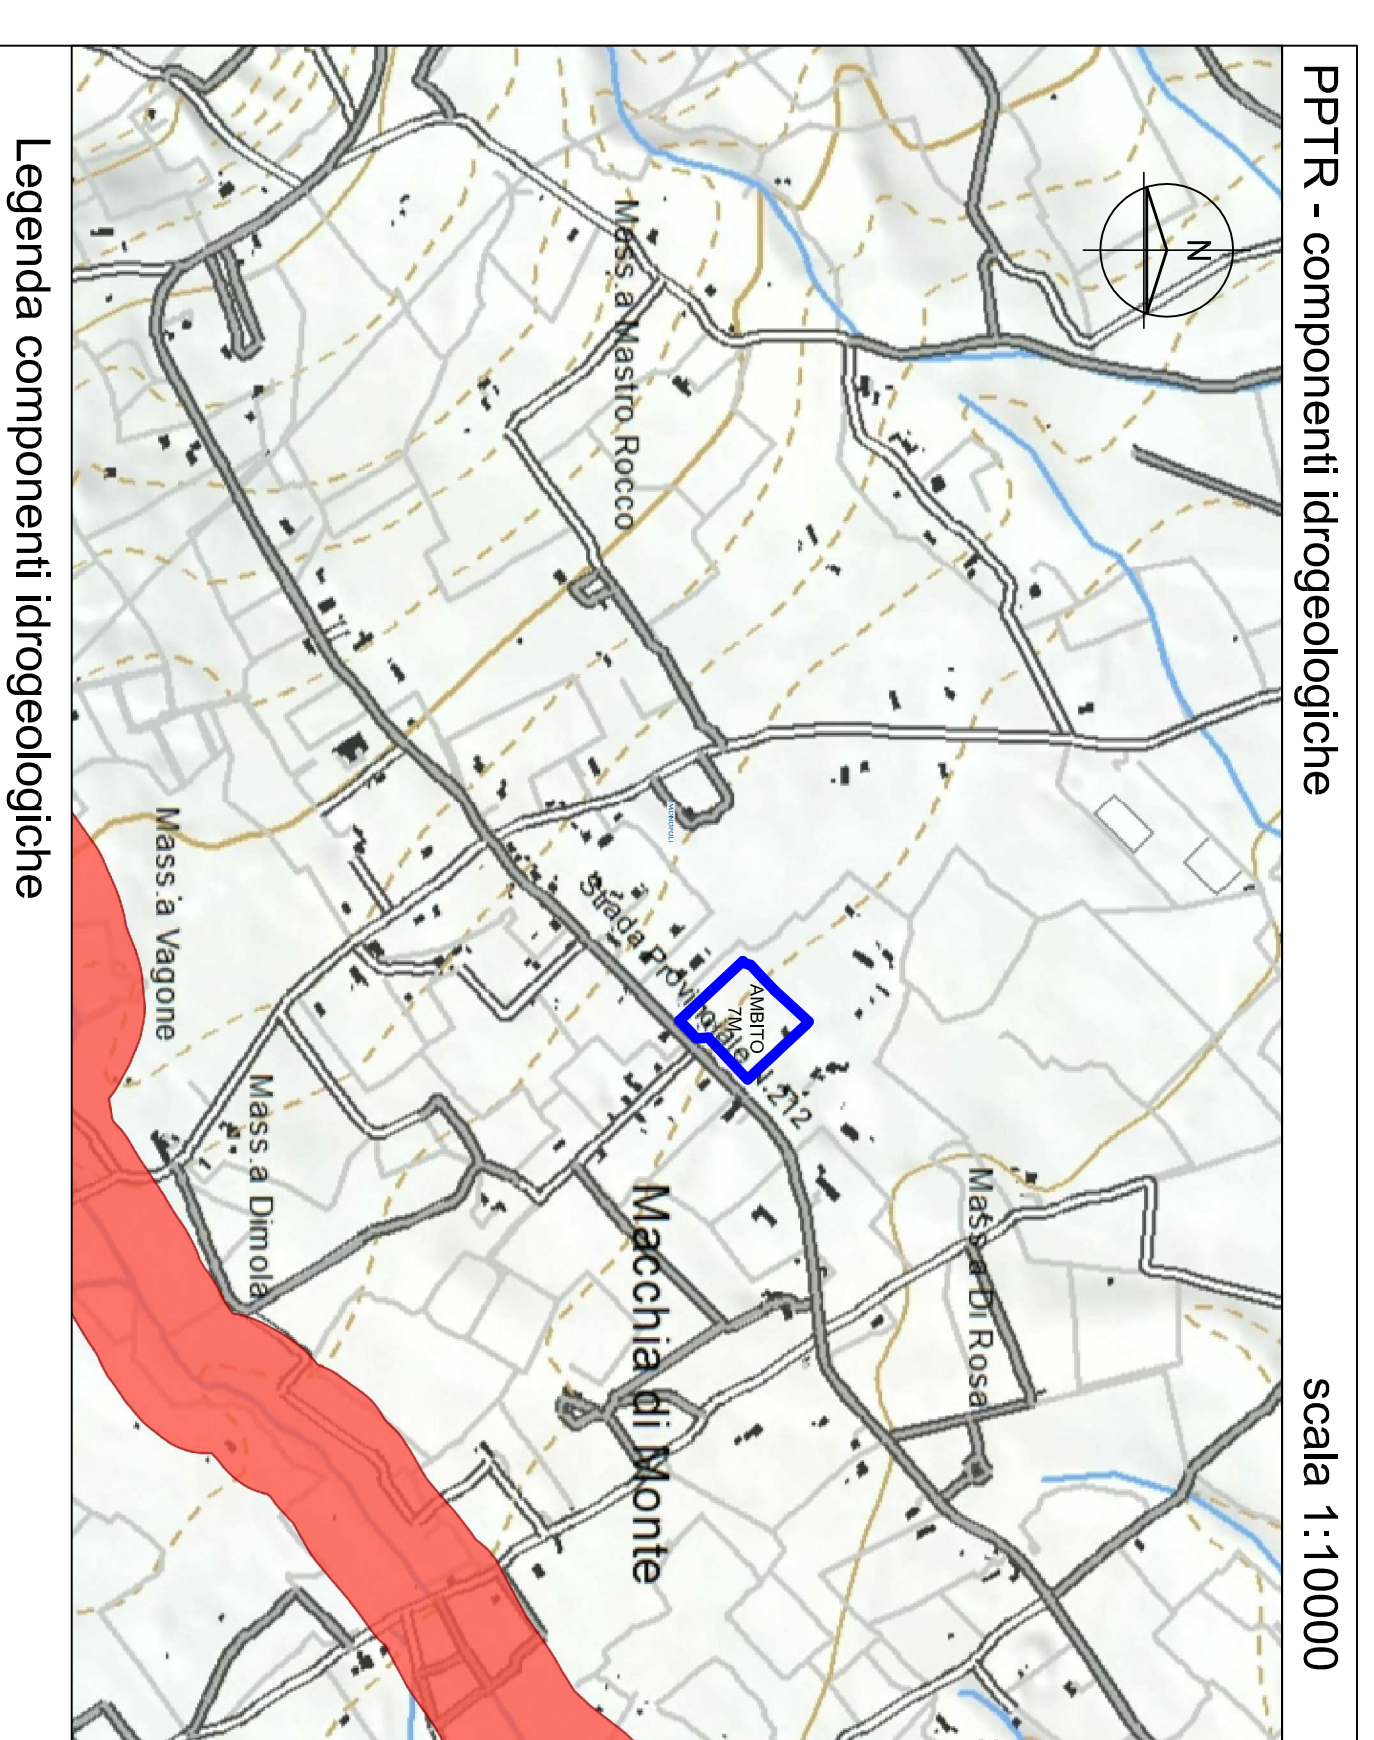 PPTR - componenti idrogeologiche
scala 1:10000
N
Mass.a Mastro Rocco
MONOPOLI
Strada Provinciale N.212
AMBITO
7M
Mass.a Di Rosa
Macchia di Monte
Mass.a Vagone
Mass.a Dimola
Legenda componenti idrogeologiche